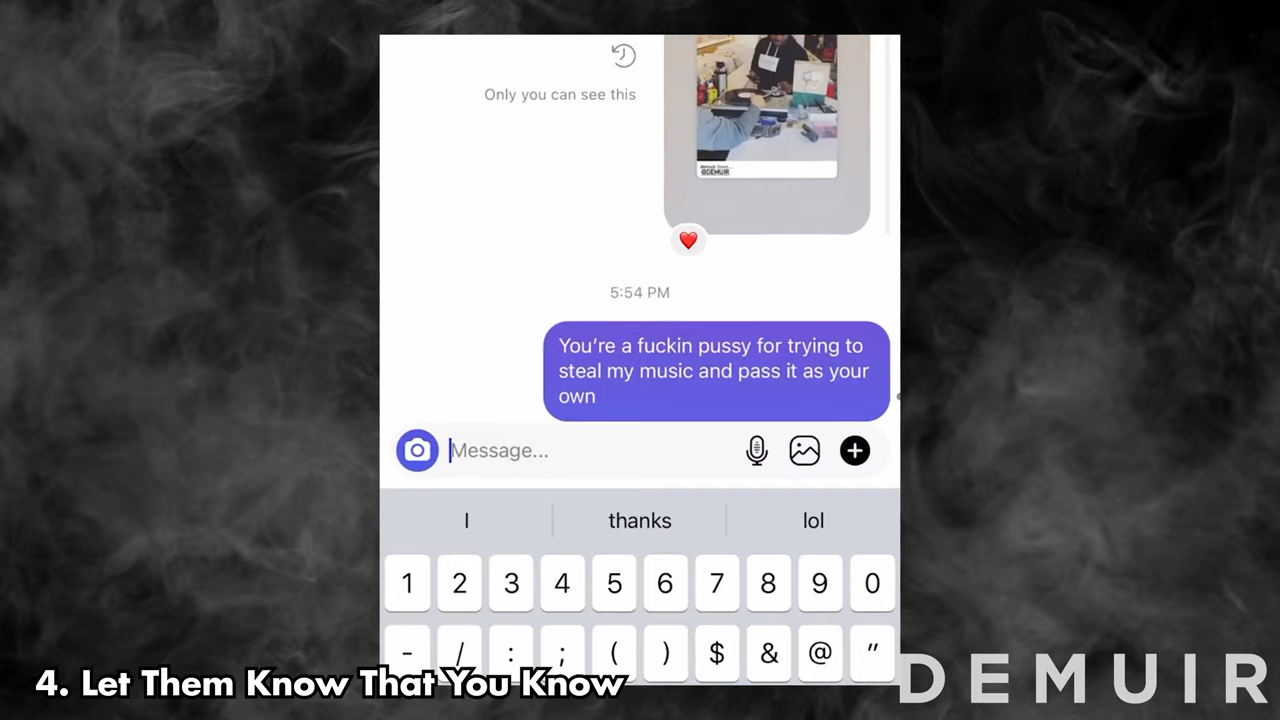 Only you can see this
@DEMUIR
5:54 PM
You’re a fuckin pussy for trying to
steal my music and pass it as your
own
Message...
I thanks lol
1 2 3 4 5 6 7 8 9 0
- / : ; ( ) $ & @ ”
4. Let Them Know That You Know
DEMUIR